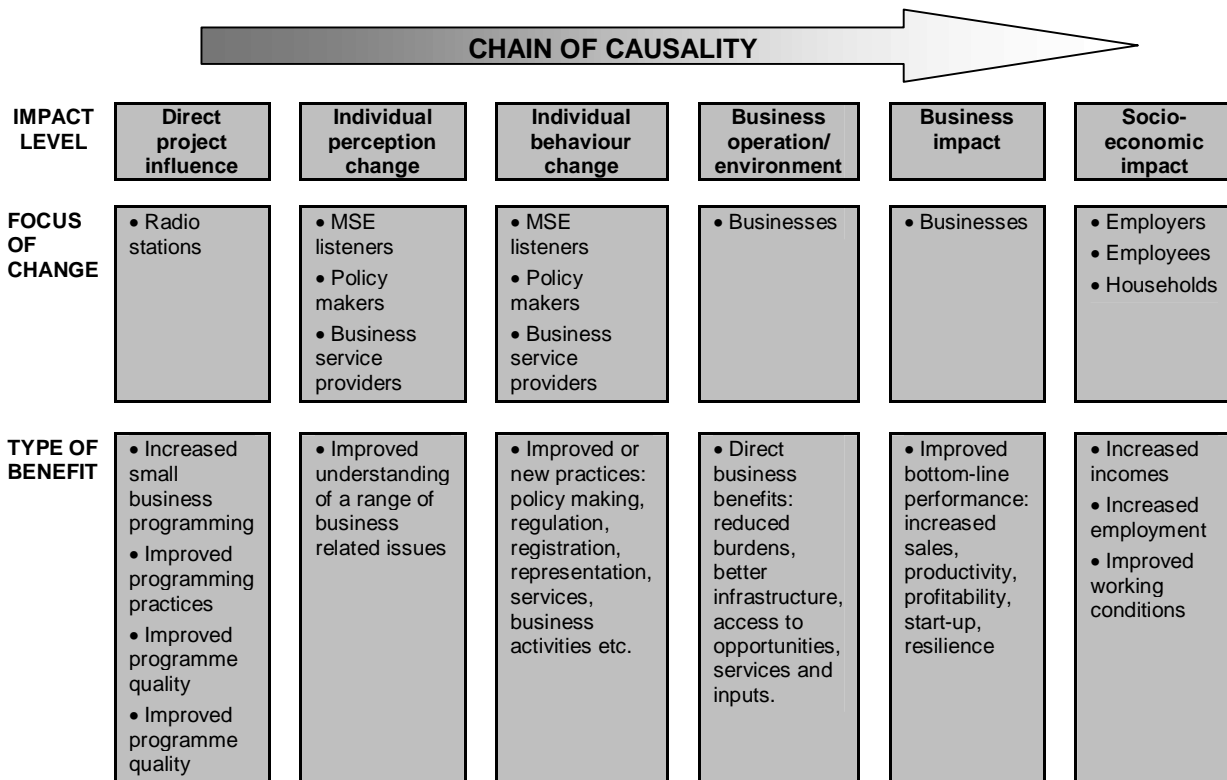 CHAIN OF CAUSALITY
IMPACT
LEVEL
Direct
project
influence
Individual
perception
change
Individual
behaviour
change
Business
operation/
environment
Business
impact
Socio-
economic
impact
FOCUS
OF
CHANGE
• Radio
stations
• MSE
listeners
• Policy
makers
• Business
service
providers
• MSE
listeners
• Policy
makers
• Business
service
providers
• Businesses
• Businesses
• Employers
• Employees
• Households
TYPE OF
BENEFIT
• Increased
small
business
programming
• Improved
programming
practices
• Improved
programme
quality
• Improved
programme
quality
• Improved
understanding
of a range of
business
related issues
• Improved or
new practices:
policy making,
regulation,
registration,
representation,
services,
business
activities etc.
• Direct
business
benefits:
reduced
burdens,
better
infrastructure,
access to
opportunities,
services and
inputs.
• Improved
bottom-line
performance:
increased
sales,
productivity,
profitability,
start-up,
resilience
• Increased
incomes
• Increased
employment
• Improved
working
conditions